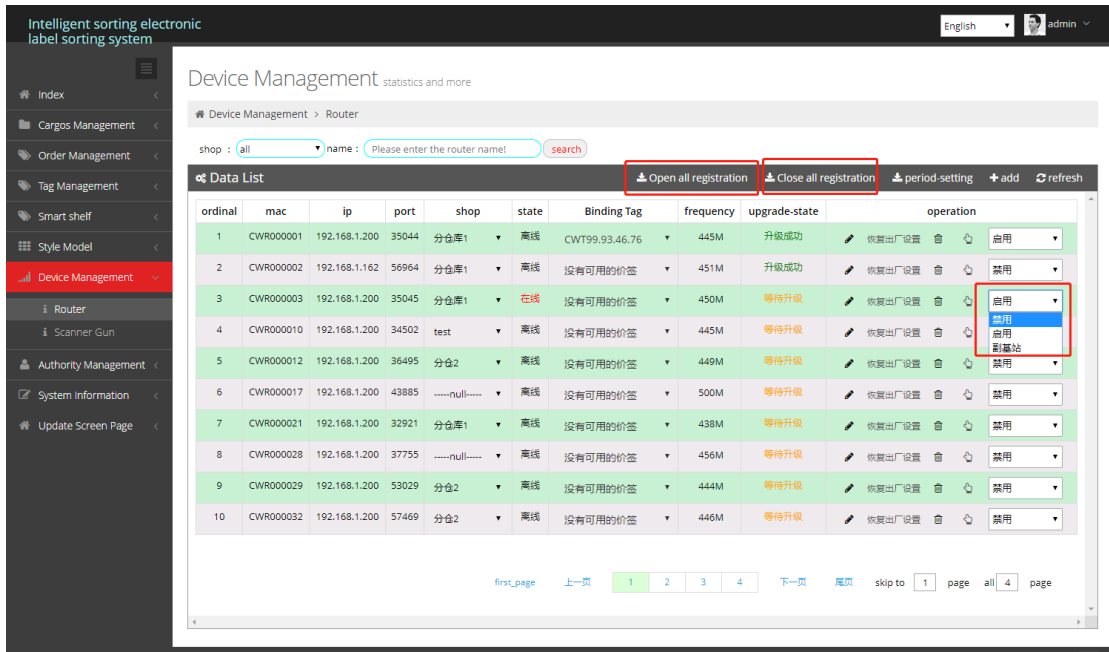 Intelligent sorting electronic
label sorting system
English
admin
Index
Cargos Management
Order Management
Tag Management
Smart shelf
Style Model
Device Management
Router
Scanner Gun
Authority Management
System Information
Update Screen Page
Device Management statistics and more
Device Management > Router
shop : all name : Please enter the router name! search
Data List Open all registration Close all registration period-setting add refresh
ordinal mac ip port shop state Binding Tag frequency upgrade-state operation
1 CWR000001 192.168.1.200 35044 分仓库1 离线 CWT99.93.46.76 445M 升级成功 恢复出厂设置 启用
2 CWR000002 192.168.1.162 56964 分仓库1 离线 没有可用的价签 451M 升级成功 恢复出厂设置 禁用
3 CWR000003 192.168.1.200 35045 分仓库1 在线 没有可用的价签 450M 等待升级 恢复出厂设置 启用
禁用
启用
副基站
4 CWR000010 192.168.1.200 34502 test 离线 没有可用的价签 445M 等待升级 恢复出厂设置
5 CWR000012 192.168.1.200 36495 分仓2 离线 没有可用的价签 449M 等待升级 恢复出厂设置 禁用
6 CWR000017 192.168.1.200 43885 -----null----- 离线 没有可用的价签 500M 等待升级 恢复出厂设置 禁用
7 CWR000021 192.168.1.200 32921 分仓库1 离线 没有可用的价签 438M 等待升级 恢复出厂设置 禁用
8 CWR000028 192.168.1.200 37755 -----null----- 离线 没有可用的价签 456M 等待升级 恢复出厂设置 禁用
9 CWR000029 192.168.1.200 53029 分仓2 离线 没有可用的价签 444M 等待升级 恢复出厂设置 禁用
10 CWR000032 192.168.1.200 57469 分仓2 离线 没有可用的价签 446M 等待升级 恢复出厂设置 禁用
first_page 上一页 1 2 3 4 下一页 尾页 skip to 1 page all 4 page